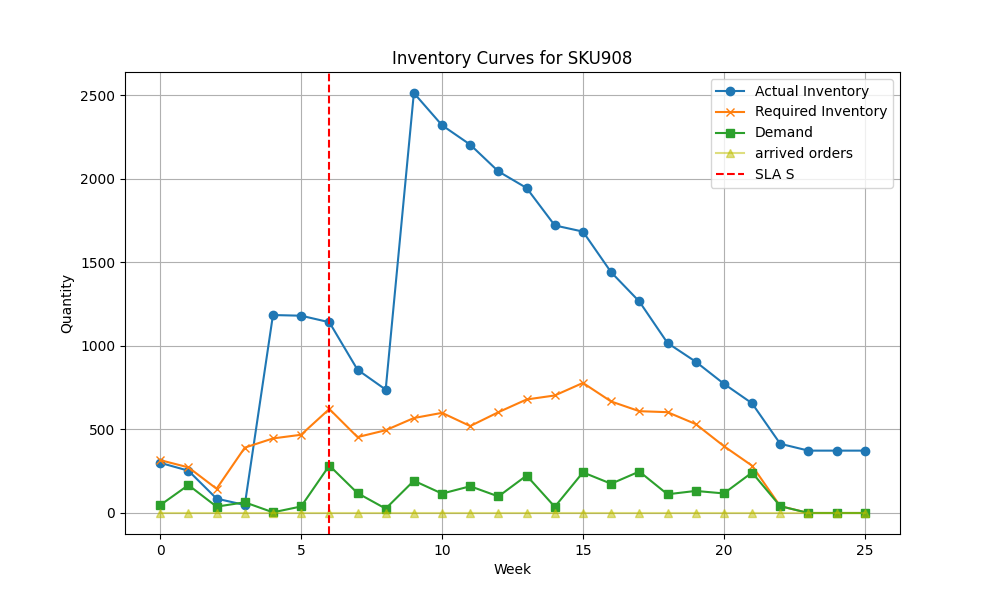 Inventory Curves for SKU908
Actual Inventory
Required Inventory
Demand
arrived orders
SLA S
Quantity
2500
2000
1500
1000
500
0
0 5 10 15 20 25
Week